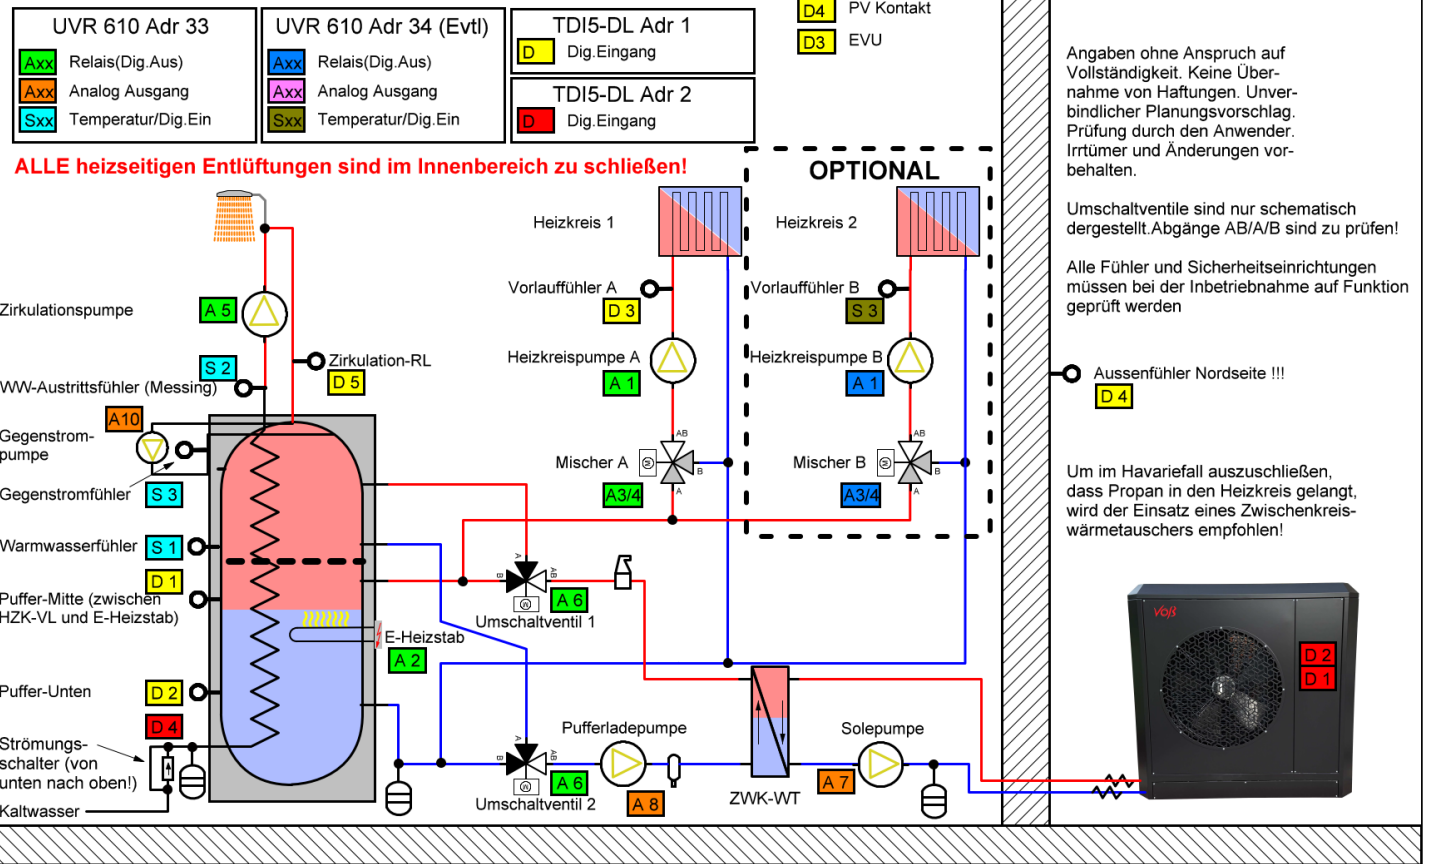 UVR 610 Adr 33
Axx Relais(Dig.Aus)
Axx Analog Ausgang
Sxx Temperatur/Dig.Ein
UVR 610 Adr 34 (Evtl)
Axx Relais(Dig.Aus)
Axx Analog Ausgang
Sxx Temperatur/Dig.Ein
TDI5-DL Adr 1
D Dig.Eingang
TDI5-DL Adr 2
D Dig.Eingang
D4 PV Kontakt
D3 EVU
ALLE heizseitigen Entlüftungen sind im Innenbereich zu schließen!
OPTIONAL
Heizkreis 1
Heizkreis 2
Vorlauffühler A
D 3
Vorlauffühler B
S 3
Zirkulationspumpe
A 5
Heizkreispumpe A
A 1
Heizkreispumpe B
A 1
S 2
Zirkulation-RL
D 5
WW-Austrittsfühler (Messing)
A10
Gegenstrom-
pumpe
Gegenstromfühler
S 3
AB
Mischer A
M
B
A
A3/4
AB
Mischer B
M
B
A
A3/4
Warmwasserfühler
S 1
D 1
Puffer-Mitte (zwischen
HZK-VL und E-Heizstab)
A
B
AB
M
A 6
Umschaltventil 1
E-Heizstab
A 2
Puffer-Unten
D 2
D 4
Strömungs-
schalter (von
unten nach oben!)
Kaltwasser
A
B
AB
M
A 6
Umschaltventil 2
Pufferladepumpe
A 8
ZWK-WT
Solepumpe
A 7
Angaben ohne Anspruch auf
Vollständigkeit. Keine Über-
nahme von Haftungen. Unver-
bindlicher Planungsvorschlag.
Prüfung durch den Anwender.
Irrtümer und Änderungen vor-
behalten.
Umschaltventile sind nur schematisch
dergestellt.Abgänge AB/A/B sind zu prüfen!
Alle Fühler und Sicherheitseinrichtungen
müssen bei der Inbetriebnahme auf Funktion
geprüft werden
Aussenfühler Nordseite !!!
D 4
Um im Havariefall auszuschließen,
dass Propan in den Heizkreis gelangt,
wird der Einsatz eines Zwischenkreis-
wärmetauschers empfohlen!
Voß
D 2
D 1